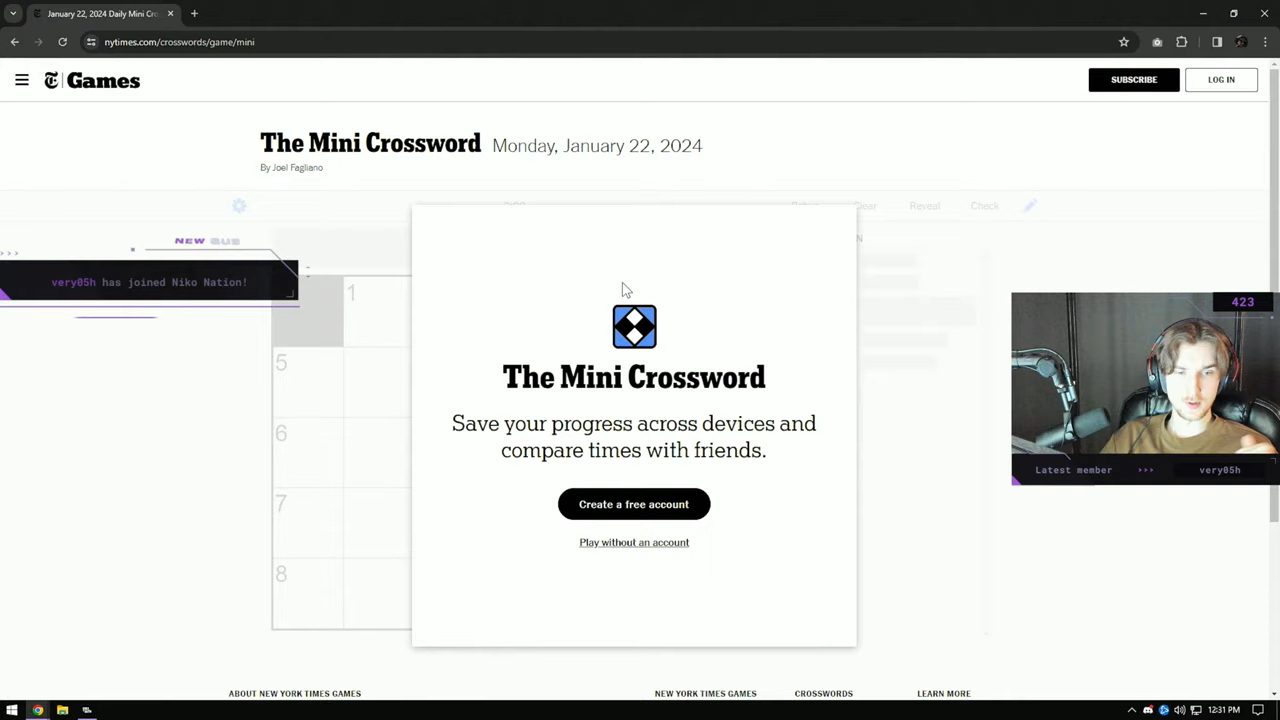 January 22, 2024 Daily Mini Cr
nytimes.com/crosswords/game/mini
Games
SUBSCRIBE
LOG IN
The Mini Crossword Monday, January 22, 2024
By Joel Fagliano
Reveal
Check
NEW SUB
very05h has joined Niko Nation!
1
5
6
7
8
The Mini Crossword
Save your progress across devices and
compare times with friends.
Create a free account
Play without an account
423
Latest member >>> very05h
ABOUT NEW YORK TIMES GAMES
NEW YORK TIMES GAMES
CROSSWORDS
LEARN MORE
12:31 PM